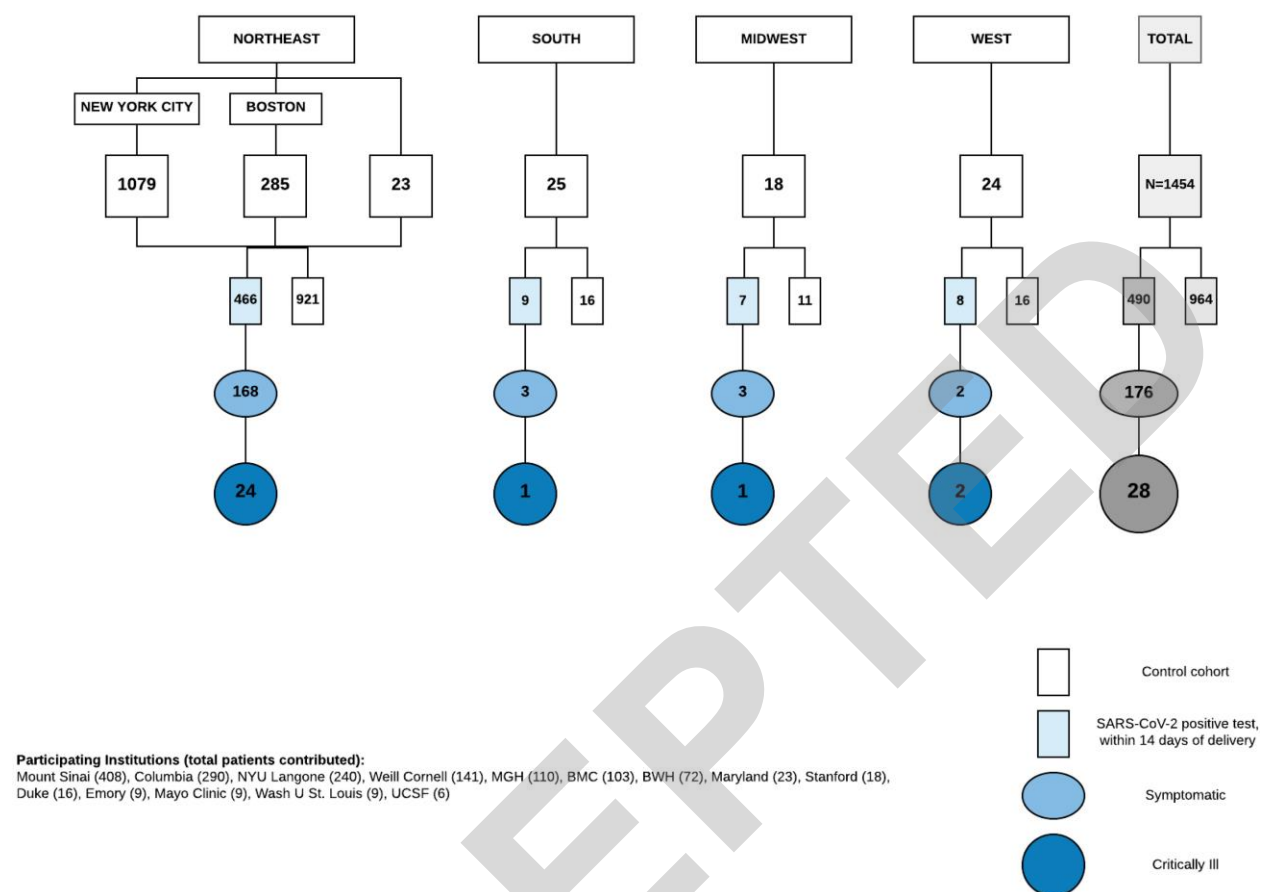 NORTHEAST SOUTH MIDWEST WEST TOTAL
NEW YORK CITY BOSTON
1079 285 23 25 18 24 N=1454
466 921 9 16 7 11 8 16 490 964
168 3 3 2 176
24 1 1 2 28
Control cohort
SARS-CoV-2 positive test,
within 14 days of delivery
Symptomatic
Critically Ill
Participating Institutions (total patients contributed):
Mount Sinai (408), Columbia (290), NYU Langone (240), Weill Cornell (141), MGH (110), BMC (103), BWH (72), Maryland (23), Stanford (18),
Duke (16), Emory (9), Mayo Clinic (9), Wash U St. Louis (9), UCSF (6)
EPTED